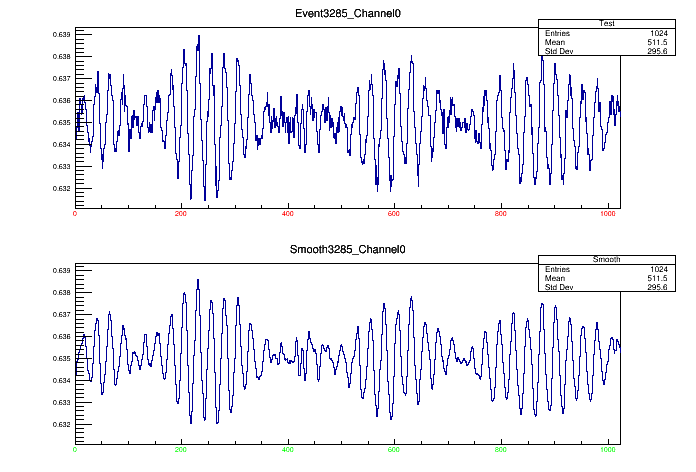 Event3285_Channel0
Test
Entries 1024
Mean 511.5
Std Dev 295.6
0.639
0.638
0.637
0.636
0.635
0.634
0.633
0.632
0 200 400 600 800 1000
Smooth3285_Channel0
Smooth
Entries 1024
Mean 511.5
Std Dev 295.6
0.639
0.638
0.637
0.636
0.635
0.634
0.633
0.632
0 200 400 600 800 1000